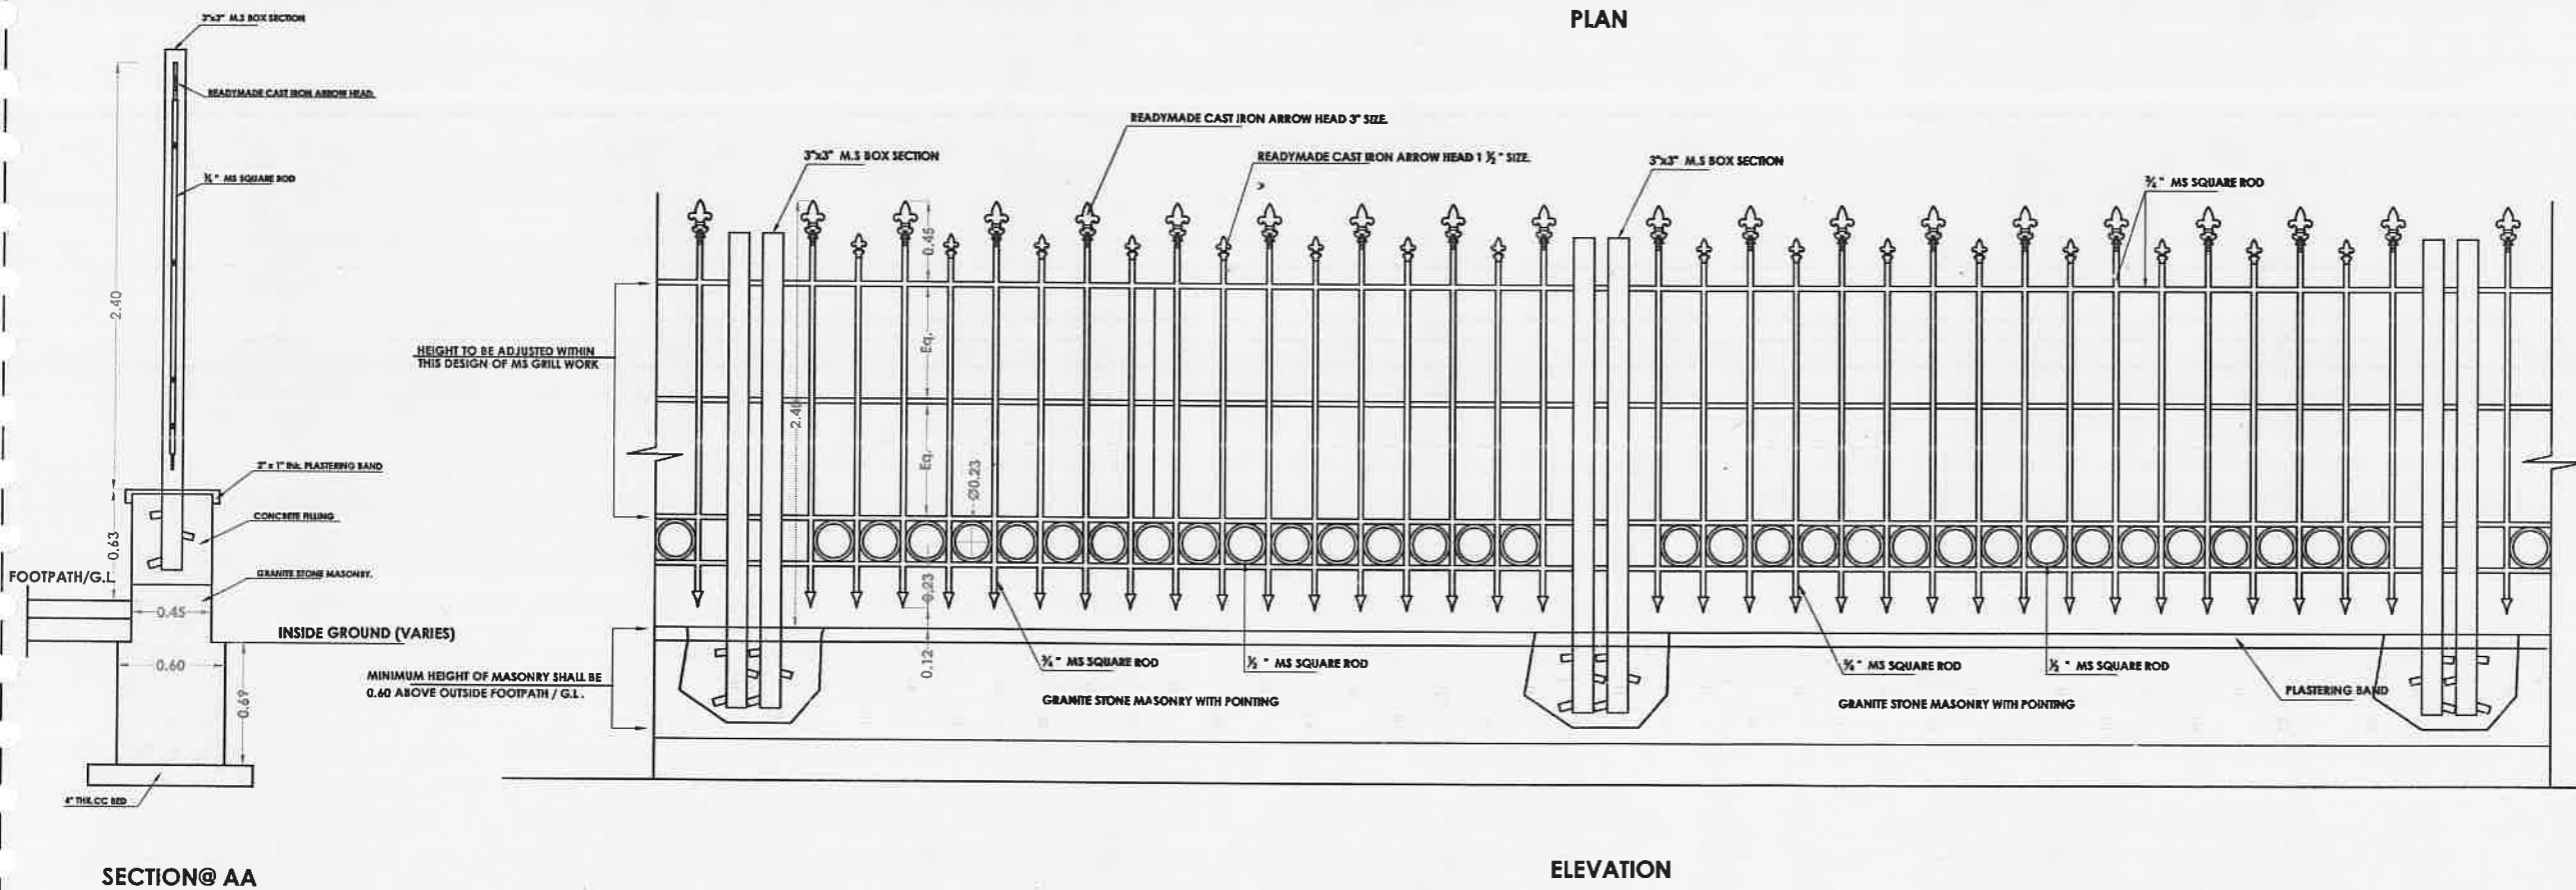 PLAN
3"x3" M.S BOX SECTION
READYMADE CAST IRON ARROW HEAD.
¾" MS SQUARE ROD
2.40
2" x 1" thk. PLASTERING BAND
CONCRETE FILLING
0.63
FOOTPATH/G.L
GRANITE STONE MASONRY.
0.45
INSIDE GROUND (VARIES)
0.60
0.69
4" THK.CC BED
SECTION@ AA
READYMADE CAST IRON ARROW HEAD 3" SIZE.
3"x3" M.S BOX SECTION
READYMADE CAST IRON ARROW HEAD 1 ½" SIZE.
3"x3" M.S BOX SECTION
¾" MS SQUARE ROD
0.45
HEIGHT TO BE ADJUSTED WITHIN
THIS DESIGN OF MS GRILL WORK
Eq.
2.40
Eq.
Ø0.23
0.23
0.12
MINIMUM HEIGHT OF MASONRY SHALL BE
0.60 ABOVE OUTSIDE FOOTPATH / G.L.
¾" MS SQUARE ROD
½" MS SQUARE ROD
¾" MS SQUARE ROD
½" MS SQUARE ROD
GRANITE STONE MASONRY WITH POINTING
GRANITE STONE MASONRY WITH POINTING
PLASTERING BAND
ELEVATION